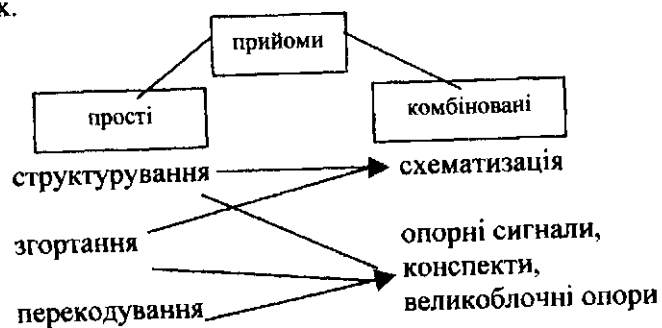 х.
прийоми
прості
комбіновані
структурування
схематизація
згортання
опорні сигнали,
конспекти,
великоблочні опори
перекодування